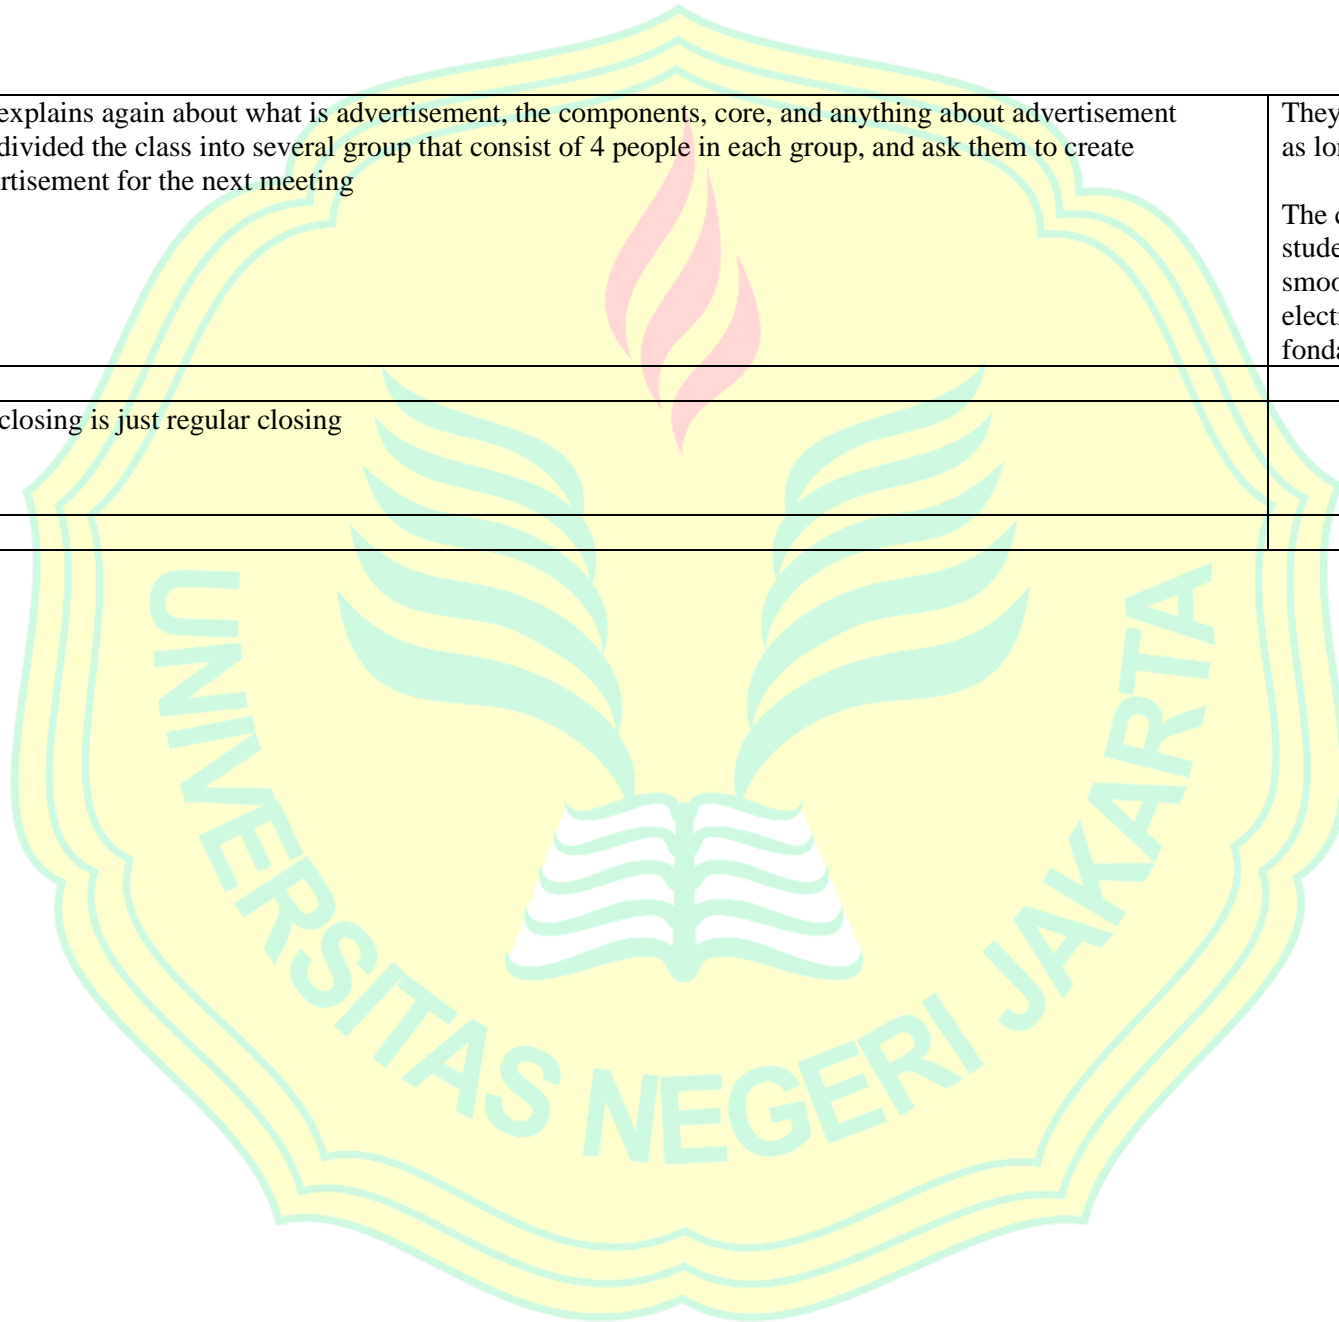 explains again about what is advertisement, the components, core, and anything about advertisement
divided the class into several group that consist of 4 people in each group, and ask them to create
rtisement for the next meeting
They
as lo
The
stude
smoo
elect
fonda
closing is just regular closing
UNIVERSITAS NEGERI JAKARTA